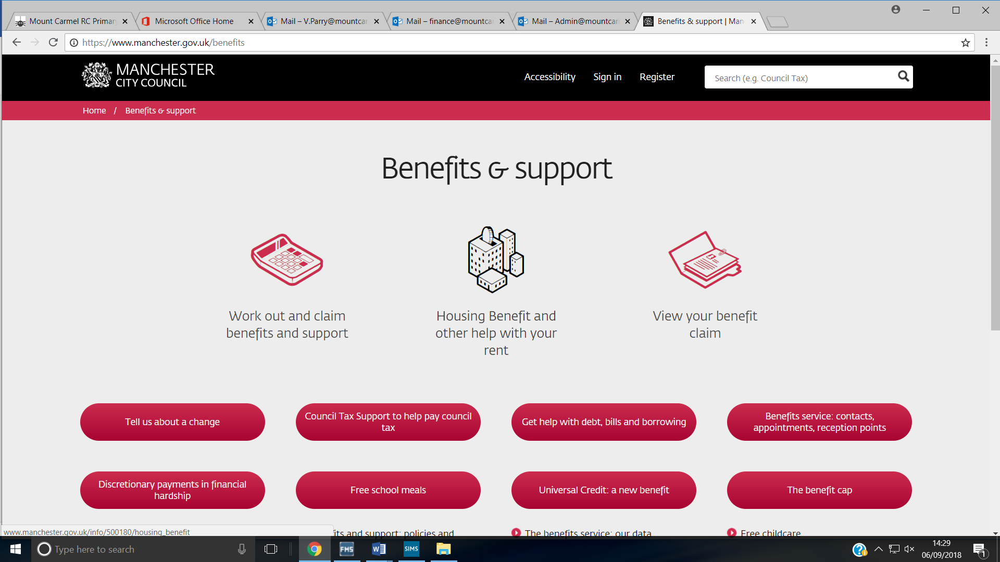 Mount Carmel RC Primar
Microsoft Office Home
Mail – V.Parry@mountcar
Mail – finance@mountcar
Mail – Admin@mountcar
Benefits & support | Man
https://www.manchester.gov.uk/benefits
MANCHESTER
CITY COUNCIL
Accessibility
Sign in
Register
Search (e.g. Council Tax)
Home / Benefits & support
Benefits & support
Work out and claim
benefits and support
Housing Benefit and
other help with your
rent
View your benefit
claim
Tell us about a change
Council Tax Support to help pay council
tax
Get help with debt, bills and borrowing
Benefits service: contacts,
appointments, reception points
Discretionary payments in financial
hardship
Free school meals
Universal Credit: a new benefit
The benefit cap
www.manchester.gov.uk/info/500180/housing_benefit
its and support: policies and
The benefits service: our data
Free childcare
Type here to search
FMS
W
SIMS
14:29
06/09/2018
1